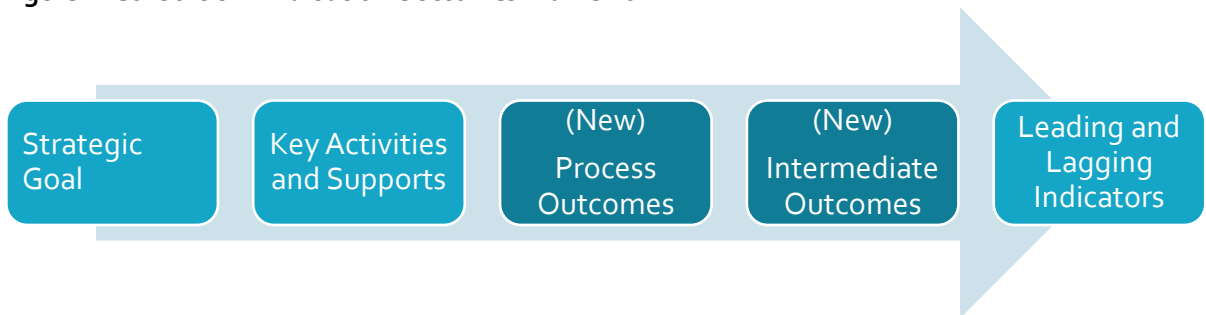 Strategic
Goal
Key Activities
and Supports
(New)
Process
Outcomes
(New)
Intermediate
Outcomes
Leading and
Lagging
Indicators